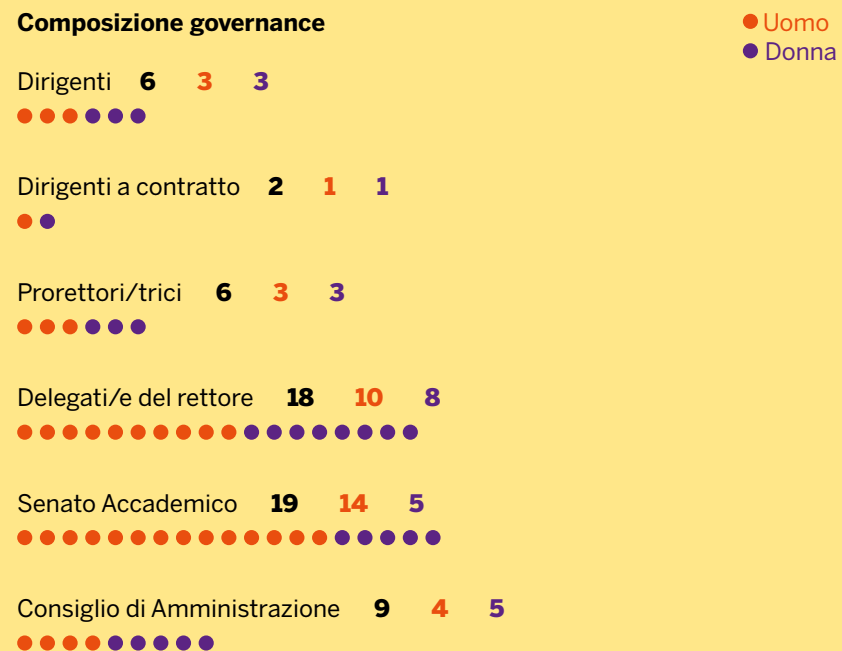 Composizione governance
Uomo
Donna
Dirigenti 6 3 3
Dirigenti a contratto 2 1 1
Prorettori/trici 6 3 3
Delegati/e del rettore 18 10 8
Senato Accademico 19 14 5
Consiglio di Amministrazione 9 4 5